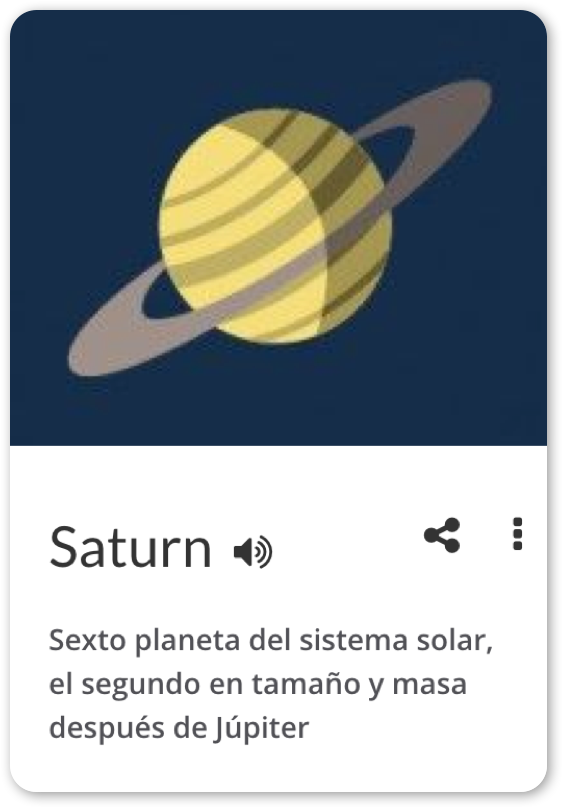 Saturn
Sexto planeta del sistema solar,
el segundo en tamaño y masa
después de Júpiter